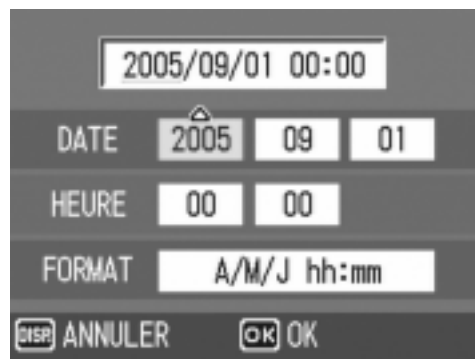 2005/09/01 00:00
DATE 2005 09 01
HEURE 00 00
FORMAT A/M/J hh:mm
DISP. ANNULER OK OK